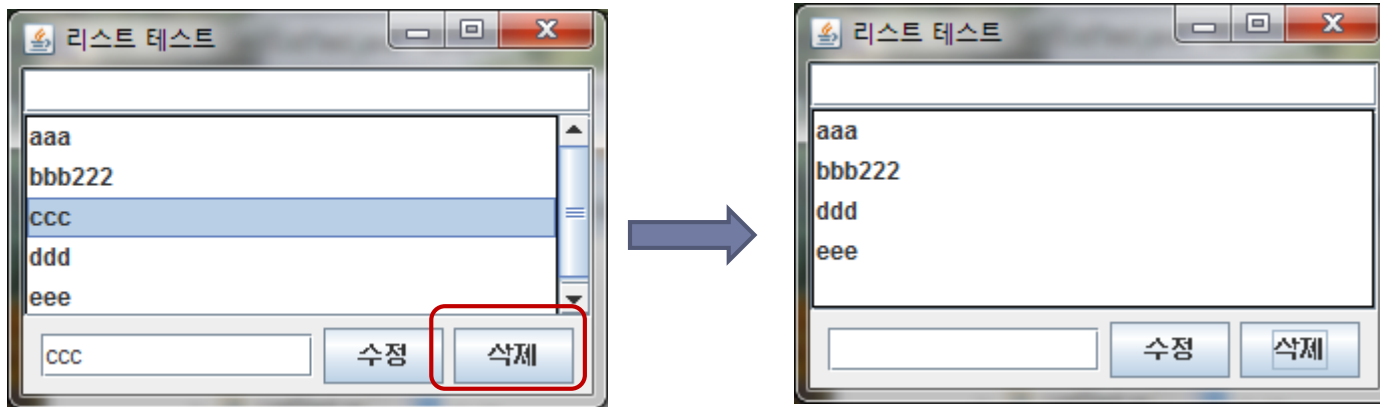 리스트 테스트
aaa
bbb222
ccc
ddd
eee
ccc
수정
삭제
리스트 테스트
aaa
bbb222
ddd
eee
수정
삭제